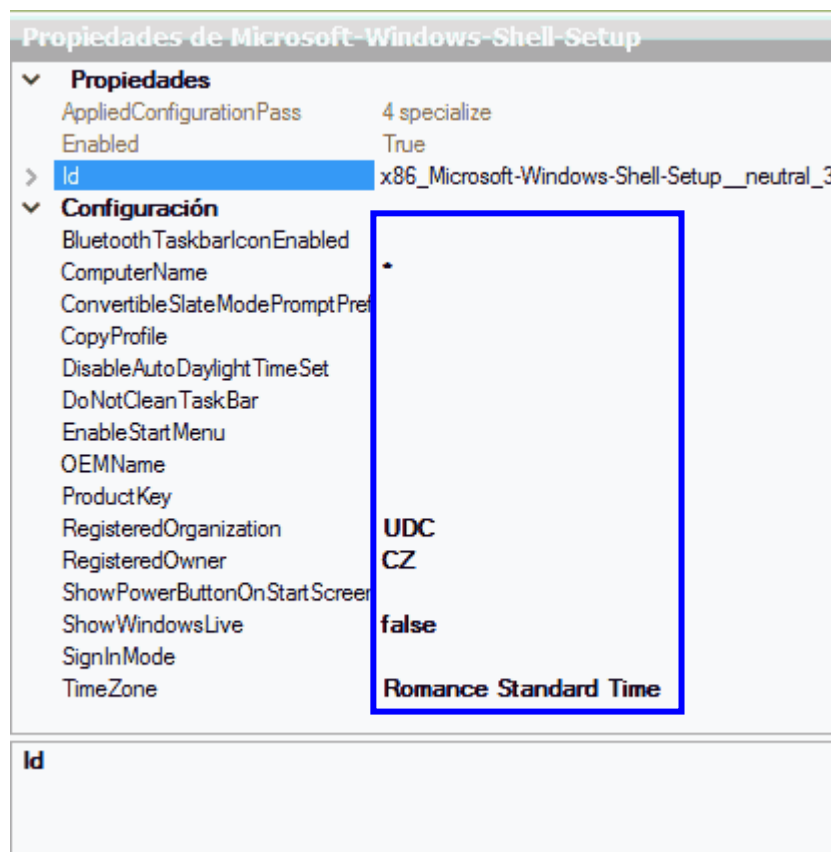 Propiedades de Microsoft-Windows-Shell-Setup
Propiedades
AppliedConfigurationPass 4 specialize
Enabled True
Id x86_Microsoft-Windows-Shell-Setup__neutral_3
Configuración
BluetoothTaskbarIconEnabled
ComputerName *
ConvertibleSlateModePromptPref
CopyProfile
DisableAutoDaylightTimeSet
DoNotCleanTaskBar
EnableStartMenu
OEMName
ProductKey
RegisteredOrganization UDC
RegisteredOwner CZ
ShowPowerButtonOnStartScreen
ShowWindowsLive false
SignInMode
TimeZone Romance Standard Time
Id